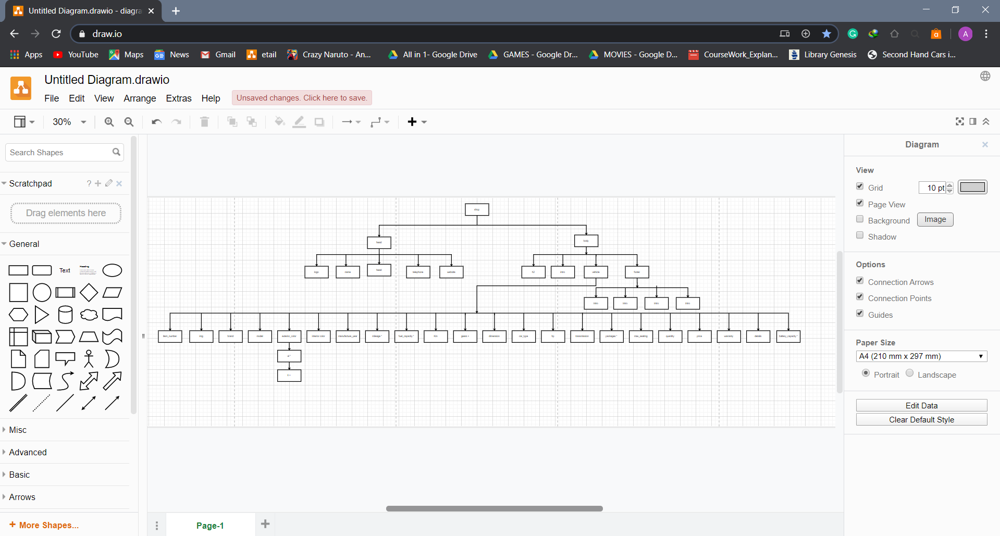 Untitled Diagram.drawio - diagra
draw.io
A
Apps
YouTube
Maps
News
Gmail
etail
Crazy Naruto - An...
All in 1- Google Drive
GAMES - Google Dr...
MOVIES - Google D...
CourseWork_Explan...
Library Genesis
Second Hand Cars i...
Untitled Diagram.drawio
File Edit View Arrange Extras Help
Unsaved changes. Click here to save.
30%
Search Shapes
Scratchpad
?
Drag elements here
General
Text
Heading
Misc
Advanced
Basic
Arrows
+ More Shapes...
shop
head
body
logo
name
head
telephone
website
h2
intro
vehicle
footer
intro
intro
intro
intro
item_number
img
brand
model
exterior_color
interior color
manufacture_year
mileage *
fuel_capacity *
gears +
dimension
car_type
hp
transmission
packages *
max_seating
quantity
price
warranty
details
battery_capacity *
ul *
Page-1
Diagram
View
Grid
10 pt
Page View
Background
Image
Shadow
Options
Connection Arrows
Connection Points
Guides
Paper Size
A4 (210 mm x 297 mm)
Portrait
Landscape
Edit Data
Clear Default Style